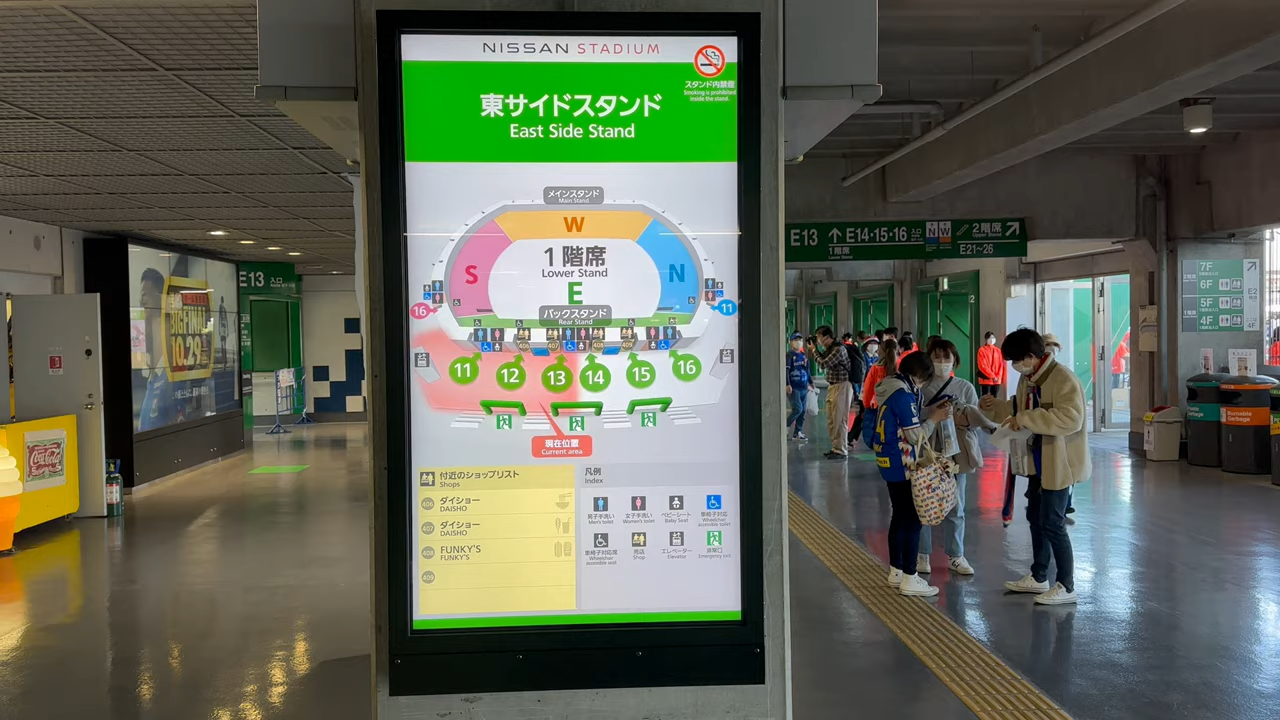 NISSAN STADIUM
スタンド内禁煙
Smoking is prohibited
inside the stand.
東サイドスタンド
East Side Stand
メインスタンド
Main Stand
W
S
N
1階席
Lower Stand
E
バックスタンド
Rear Stand
16
11
406
407
408
409
11
12
13
14
15
16
現在位置
Current area
付近のショップリスト
Shops
406
ダイショー
DAISHO
407
ダイショー
DAISHO
408
FUNKY'S
FUNKY'S
409
凡例
Index
男子手洗い
Men's toilet
女子手洗い
Women's toilet
ベビーシート
Baby Seat
車椅子対応
Wheelchair
accessible toilet
車椅子対応席
Wheelchair
accessible seat
売店
Shop
エレベーター
Elevator
非常口
Emergency exit
BIG FINAL
10.29
E13
入口
Coca-Cola
E13
E14·15·16
入口
1階席
Lower Stand
N
W
2階席
Upper Stand
E21~26
7F
6F
5F
4F
E2
Burnable
Garbage